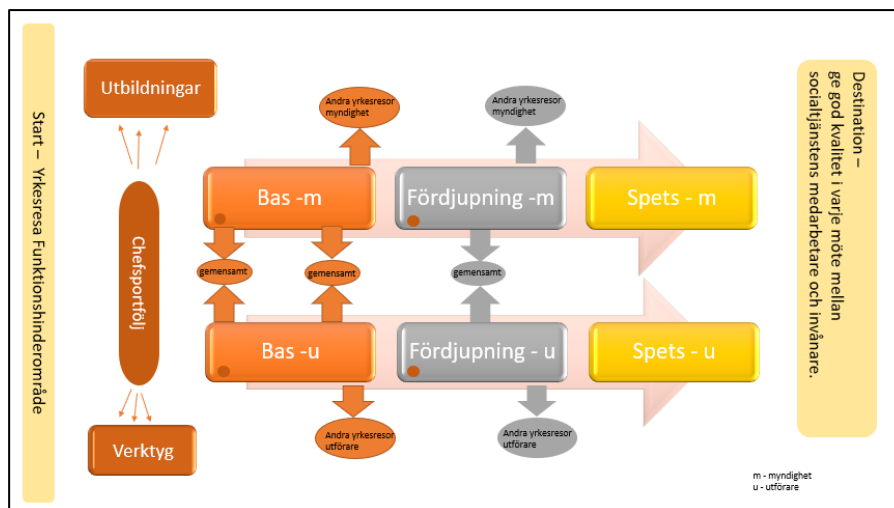 Start – Yrkesresa Funktionshinderområde
Utbildningar
Chefsportfölj
Verktyg
Andra yrkesresor
myndighet
Andra yrkesresor
myndighet
Bas -m
Fördjupning -m
Spets - m
gemensamt
gemensamt
gemensamt
Bas -u
Fördjupning - u
Spets - u
Andra yrkesresor
utförare
Andra yrkesresor
utförare
Destination –
ge god kvalitet i varje möte mellan
socialtjänstens medarbetare och invånare.
m - myndighet
u - utförare